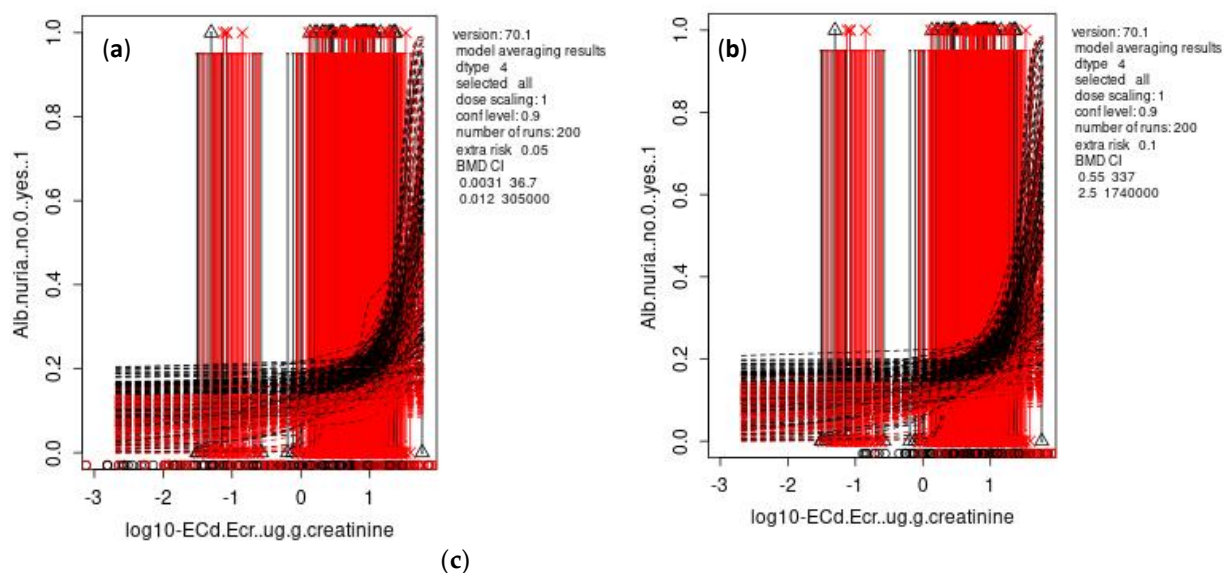 (a)
Alb.nuria..no.0..yes..1
1.0
0.8
0.6
0.4
0.2
0.0
-3 -2 -1 0 1
log10-ECd.Ecr..ug.g.creatinine
version: 70.1
model averaging results
dtype 4
selected all
dose scaling: 1
conf level: 0.9
number of runs: 200
extra risk 0.05
BMD CI
0.0031 36.7
0.012 305000
(b)
Alb.nuria..no.0..yes..1
1.0
0.8
0.6
0.4
0.2
0.0
-3 -2 -1 0 1
log10-ECd.Ecr..ug.g.creatinine
version: 70.1
model averaging results
dtype 4
selected all
dose scaling: 1
conf level: 0.9
number of runs: 200
extra risk 0.1
BMD CI
0.55 337
2.5 1740000
(c)